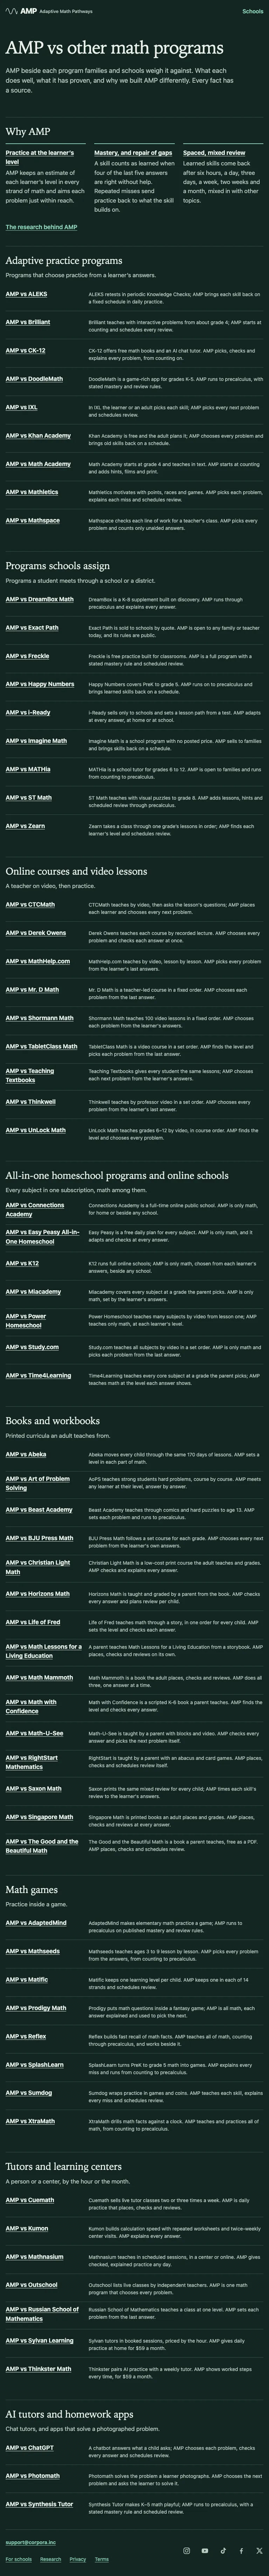 AMP Adaptive Math Pathways
Schools
AMP vs other math programs
AMP beside each program families and schools weigh it against. What each
does well, what it has proven, and why we built AMP differently. Every fact has
a source.
Why AMP
Practice at the learner's
level
AMP keeps an estimate of
each learner's level in every
strand of math and aims each
problem just within reach.
Mastery, and repair of gaps
A skill counts as learned when
four of the last five answers
are right without help.
Repeated misses send
practice back to what the skill
builds on.
Spaced, mixed review
Learned skills come back
after six hours, a day, three
days, a week, two weeks and
a month, mixed in with other
topics.
The research behind AMP
Adaptive practice programs
Programs that choose practice from a learner's answers.
AMP vs ALEKS
ALEKS retests in periodic Knowledge Checks; AMP brings each skill back on
a fixed schedule in daily practice.
AMP vs Brilliant
Brilliant teaches with interactive problems from about grade 4; AMP starts at
counting and schedules every review.
AMP vs CK-12
CK-12 offers free math books and an AI chat tutor. AMP picks, checks and
explains every problem, from counting on.
AMP vs DoodleMath
DoodleMath is a game-rich app for grades K-5. AMP runs to precalculus, with
stated mastery and review rules.
AMP vs IXL
In IXL the learner or an adult picks each skill; AMP picks every next problem
and schedules review.
AMP vs Khan Academy
Khan Academy is free and the adult plans it; AMP chooses every problem and
brings old skills back on a schedule.
AMP vs Math Academy
Math Academy starts at grade 4 and teaches in text. AMP starts at counting
and adds hints, films and print.
AMP vs Mathletics
Mathletics motivates with points, races and games. AMP picks each problem,
explains each miss and schedules review.
AMP vs Mathspace
Mathspace checks each line of work for a teacher's class. AMP picks every
problem and counts only unaided answers.
Programs schools assign
Programs a student meets through a school or a district.
AMP vs DreamBox Math
DreamBox is a K-8 supplement built on discovery. AMP runs through
precalculus and explains every answer.
AMP vs Exact Path
Exact Path is sold to schools by quote. AMP is open to any family or teacher
today, and its rules are public.
AMP vs Freckle
Freckle is free practice built for classrooms. AMP is a full program with a
stated mastery rule and scheduled review.
AMP vs Happy Numbers
Happy Numbers covers PreK to grade 5. AMP runs on to precalculus and
brings learned skills back on a schedule.
AMP vs i-Ready
i-Ready sells only to schools and sets a lesson path from a test. AMP adapts
at every answer, at home or at school.
AMP vs Imagine Math
Imagine Math is a school program with no posted price. AMP sells to families
and brings skills back on a schedule.
AMP vs MATHia
MATHia is a school tutor for grades 6 to 12. AMP is open to families and runs
from counting to precalculus.
AMP vs ST Math
ST Math teaches with visual puzzles to grade 8. AMP adds lessons, hints and
scheduled review through precalculus.
AMP vs Zearn
Zearn takes a class through one grade's lessons in order; AMP finds each
learner's level and schedules review.
Online courses and video lessons
A teacher on video, then practice.
AMP vs CTCMath
CTCMath teaches by video, then asks the lesson's questions; AMP places
each learner and chooses every next problem.
AMP vs Derek Owens
Derek Owens teaches each course by recorded lecture. AMP chooses every
problem and checks each answer at once.
AMP vs MathHelp.com
MathHelp.com teaches by video, lesson by lesson. AMP picks every problem
from the learner's last answers.
AMP vs Mr. D Math
Mr. D Math is a teacher-led course in a fixed order. AMP chooses each
problem from the last answer.
AMP vs Shormann Math
Shormann Math teaches 100 video lessons in a fixed order. AMP chooses
each problem from the learner's answers.
AMP vs TabletClass Math
TabletClass Math is a video course in a set order. AMP finds the level and
picks each problem from the last answer.
AMP vs Teaching
Textbooks
Teaching Textbooks gives every student the same lessons; AMP chooses
each next problem from the learner's answers.
AMP vs Thinkwell
Thinkwell teaches by professor video in a set order. AMP chooses every
problem from the learner's last answer.
AMP vs UnLock Math
UnLock Math teaches grades 6–12 by video, in course order. AMP finds the
level and chooses every problem.
All-in-one homeschool programs and online schools
Every subject in one subscription, math among them.
AMP vs Connections
Academy
Connections Academy is a full-time online public school. AMP is only math,
for home or beside any school.
AMP vs Easy Peasy All-in-
One Homeschool
Easy Peasy is a free daily plan for every subject. AMP is only math, and it
adapts and checks at every answer.
AMP vs K12
K12 runs full online schools; AMP is only math, chosen from each learner's
answers, beside any school.
AMP vs Miacademy
Miacademy covers every subject at a grade the parent picks. AMP is only
math, set by the learner's answers.
AMP vs Power
Homeschool
Power Homeschool teaches many subjects by video from lesson one; AMP
teaches only math, at each learner's level.
AMP vs Study.com
Study.com teaches all subjects by video in a set order. AMP is only math and
picks each problem from the last answer.
AMP vs Time4Learning
Time4Learning teaches every core subject at a grade the parent picks; AMP
teaches math at the level each answer shows.
Books and workbooks
Printed curricula an adult teaches from.
AMP vs Abeka
Abeka moves every child through the same 170 days of lessons. AMP sets a
level in each part of math.
AMP vs Art of Problem
Solving
AoPS teaches strong students hard problems, course by course. AMP meets
any learner at their level, answer by answer.
AMP vs Beast Academy
Beast Academy teaches through comics and hard puzzles to age 13. AMP
sets each problem and runs to precalculus.
AMP vs BJU Press Math
BJU Press Math follows a set course for each grade. AMP chooses every next
problem from the learner's own answers.
AMP vs Christian Light
Math
Christian Light Math is a low-cost print course the adult teaches and grades.
AMP checks and explains every answer.
AMP vs Horizons Math
Horizons Math is taught and graded by a parent from the book. AMP checks
every answer and plans every review per child.
AMP vs Life of Fred
Life of Fred teaches math through a story, in one order for every child. AMP
sets the level and checks each answer.
AMP vs Math Lessons for a
Living Education
A parent teaches Math Lessons for a Living Education from a storybook. AMP
places, checks and reviews on its own.
AMP vs Math Mammoth
Math Mammoth is a book the adult places, checks and reviews. AMP does all
three, one answer at a time.
AMP vs Math with
Confidence
Math with Confidence is a scripted K-6 book a parent teaches. AMP finds the
level and checks every answer.
AMP vs Math-U-See
Math-U-See is taught by a parent with blocks and video. AMP checks every
answer and picks the next problem itself.
AMP vs RightStart
Mathematics
RightStart is taught by a parent with an abacus and card games. AMP places,
checks and schedules review itself.
AMP vs Saxon Math
Saxon prints the same mixed review for every child; AMP times each skill's
review to the learner's answers.
AMP vs Singapore Math
Singapore Math is printed books an adult places and grades. AMP places,
checks and reviews at every answer.
AMP vs The Good and the
Beautiful Math
The Good and the Beautiful Math is a book a parent teaches, free as a PDF.
AMP places, checks and schedules review.
Math games
Practice inside a game.
AMP vs AdaptedMind
AdaptedMind makes elementary math practice a game; AMP runs to
precalculus on published mastery and review rules.
AMP vs Mathseeds
Mathseeds teaches ages 3 to 9 lesson by lesson. AMP picks every problem
from the answers, from counting to precalculus.
AMP vs Matific
Matific keeps one learning level per child. AMP keeps one in each of 14
strands and schedules review.
AMP vs Prodigy Math
Prodigy puts math questions inside a fantasy game; AMP is all math, each
answer explained and used to pick the next.
AMP vs Reflex
Reflex builds fast recall of math facts. AMP teaches all of math, counting
through precalculus, and works beside it.
AMP vs SplashLearn
SplashLearn turns PreK to grade 5 math into games. AMP explains every
miss and runs from counting to precalculus.
AMP vs Sumdog
Sumdog wraps practice in games and coins. AMP teaches each skill, explains
every miss and schedules review.
AMP vs XtraMath
XtraMath drills math facts against a clock. AMP teaches and practices all of
math, from counting to precalculus.
Tutors and learning centers
A person or a center, by the hour or the month.
AMP vs Cuemath
Cuemath sells live tutor classes two or three times a week. AMP is daily
practice that places, checks and reviews.
AMP vs Kumon
Kumon builds calculation speed with repeated worksheets and twice-weekly
center visits. AMP explains every answer.
AMP vs Mathnasium
Mathnasium teaches in scheduled sessions, in a center or online. AMP gives
checked, explained practice any day.
AMP vs Outschool
Outschool lists live classes by independent teachers. AMP is one math
program that chooses every problem.
AMP vs Russian School of
Mathematics
Russian School of Mathematics teaches a class at one level. AMP sets each
problem from the last answer.
AMP vs Sylvan Learning
Sylvan tutors in booked sessions, priced by the hour. AMP gives daily
practice at home for $59 a month.
AMP vs Thinkster Math
Thinkster pairs AI practice with a weekly tutor. AMP shows worked steps
every time, for $59 a month.
AI tutors and homework apps
Chat tutors, and apps that solve a photographed problem.
AMP vs ChatGPT
A chatbot answers what a child asks; AMP chooses each problem, checks
every answer and schedules review.
AMP vs Photomath
Photomath solves the problem a learner photographs. AMP chooses the next
problem and asks the learner to solve it.
AMP vs Synthesis Tutor
Synthesis Tutor makes K–5 math playful; AMP runs to precalculus, with a
stated mastery rule and scheduled review.
support@corpora.inc
For schools Research Privacy Terms